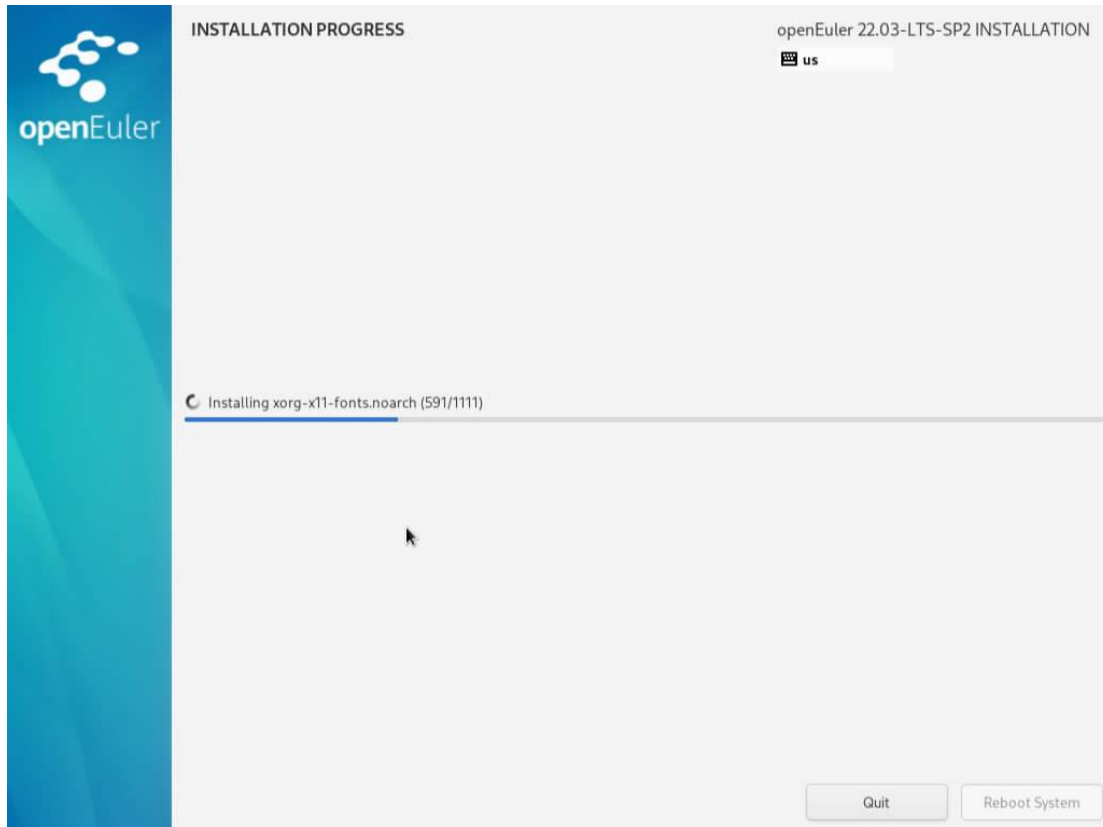 openEuler
INSTALLATION PROGRESS
openEuler 22.03-LTS-SP2 INSTALLATION
us
Installing xorg-x11-fonts.noarch (591/1111)
Quit
Reboot System